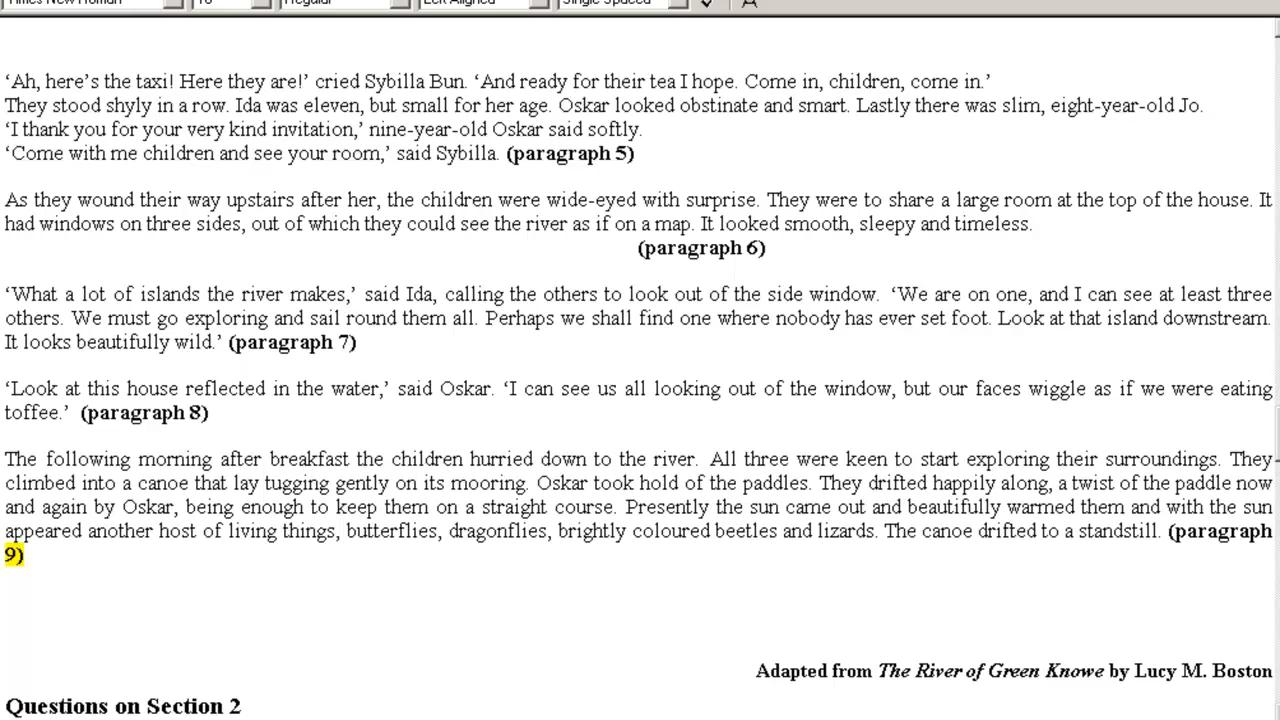 Times New Roman
Regular
Left Aligned
Single Spaced
‘Ah, here’s the taxi! Here they are!’ cried Sybilla Bun. ‘And ready for their tea I hope. Come in, children, come in.’
They stood shyly in a row. Ida was eleven, but small for her age. Oskar looked obstinate and smart. Lastly there was slim, eight-year-old Jo.
‘I thank you for your very kind invitation,’ nine-year-old Oskar said softly.
‘Come with me children and see your room,’ said Sybilla. (paragraph 5)
As they wound their way upstairs after her, the children were wide-eyed with surprise. They were to share a large room at the top of the house. It
had windows on three sides, out of which they could see the river as if on a map. It looked smooth, sleepy and timeless.
(paragraph 6)
‘What a lot of islands the river makes,’ said Ida, calling the others to look out of the side window. ‘We are on one, and I can see at least three
others. We must go exploring and sail round them all. Perhaps we shall find one where nobody has ever set foot. Look at that island downstream.
It looks beautifully wild.’ (paragraph 7)
‘Look at this house reflected in the water,’ said Oskar. ‘I can see us all looking out of the window, but our faces wiggle as if we were eating
toffee.’ (paragraph 8)
The following morning after breakfast the children hurried down to the river. All three were keen to start exploring their surroundings. They
climbed into a canoe that lay tugging gently on its mooring. Oskar took hold of the paddles. They drifted happily along, a twist of the paddle now
and again by Oskar, being enough to keep them on a straight course. Presently the sun came out and beautifully warmed them and with the sun
appeared another host of living things, butterflies, dragonflies, brightly coloured beetles and lizards. The canoe drifted to a standstill. (paragraph
9)
Adapted from The River of Green Knowe by Lucy M. Boston
Questions on Section 2